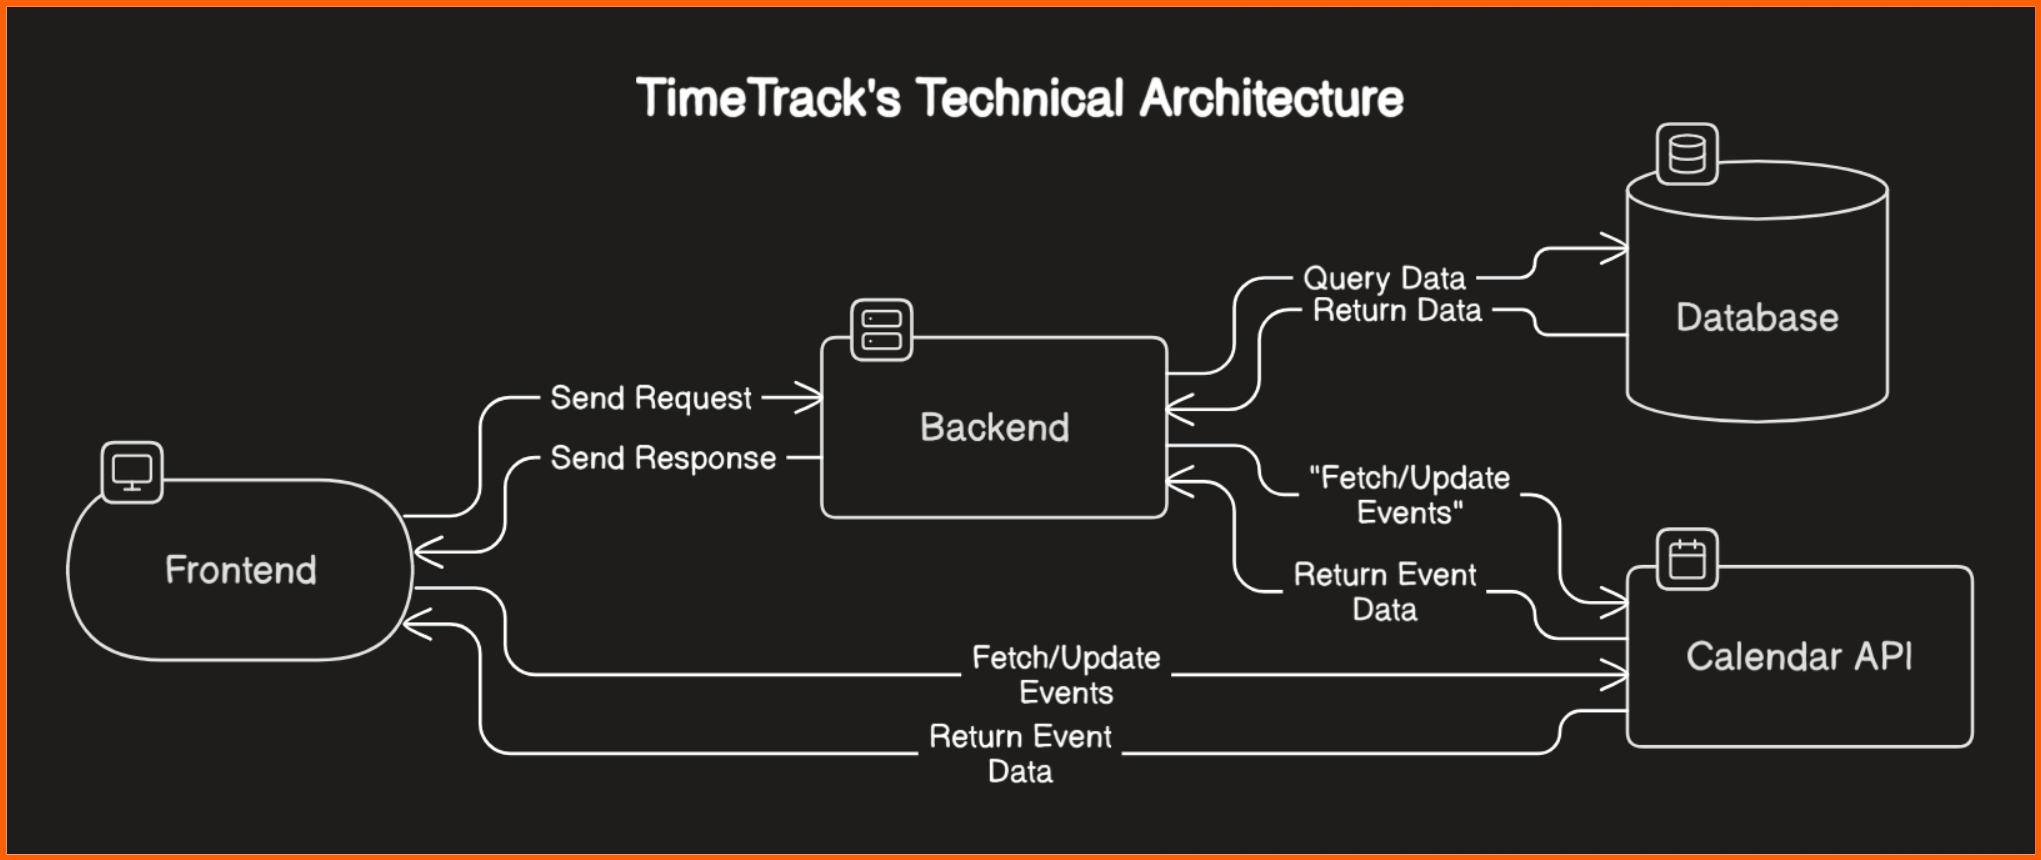 TimeTrack's Technical Architecture
Query Data
Return Data
Database
Send Request
Backend
Send Response
"Fetch/Update
Events"
Frontend
Return Event
Data
Calendar API
Fetch/Update
Events
Return Event
Data